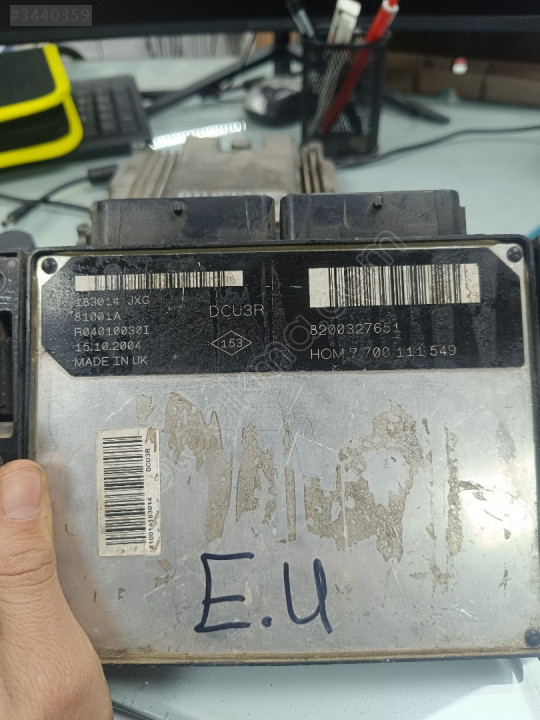 #3440359
183014 JXG
81001A
R04010030I
15.10.2004
MADE IN UK
DCU3R
153
8200327651
HOM 7 700 111 549
DCU3R
E.U